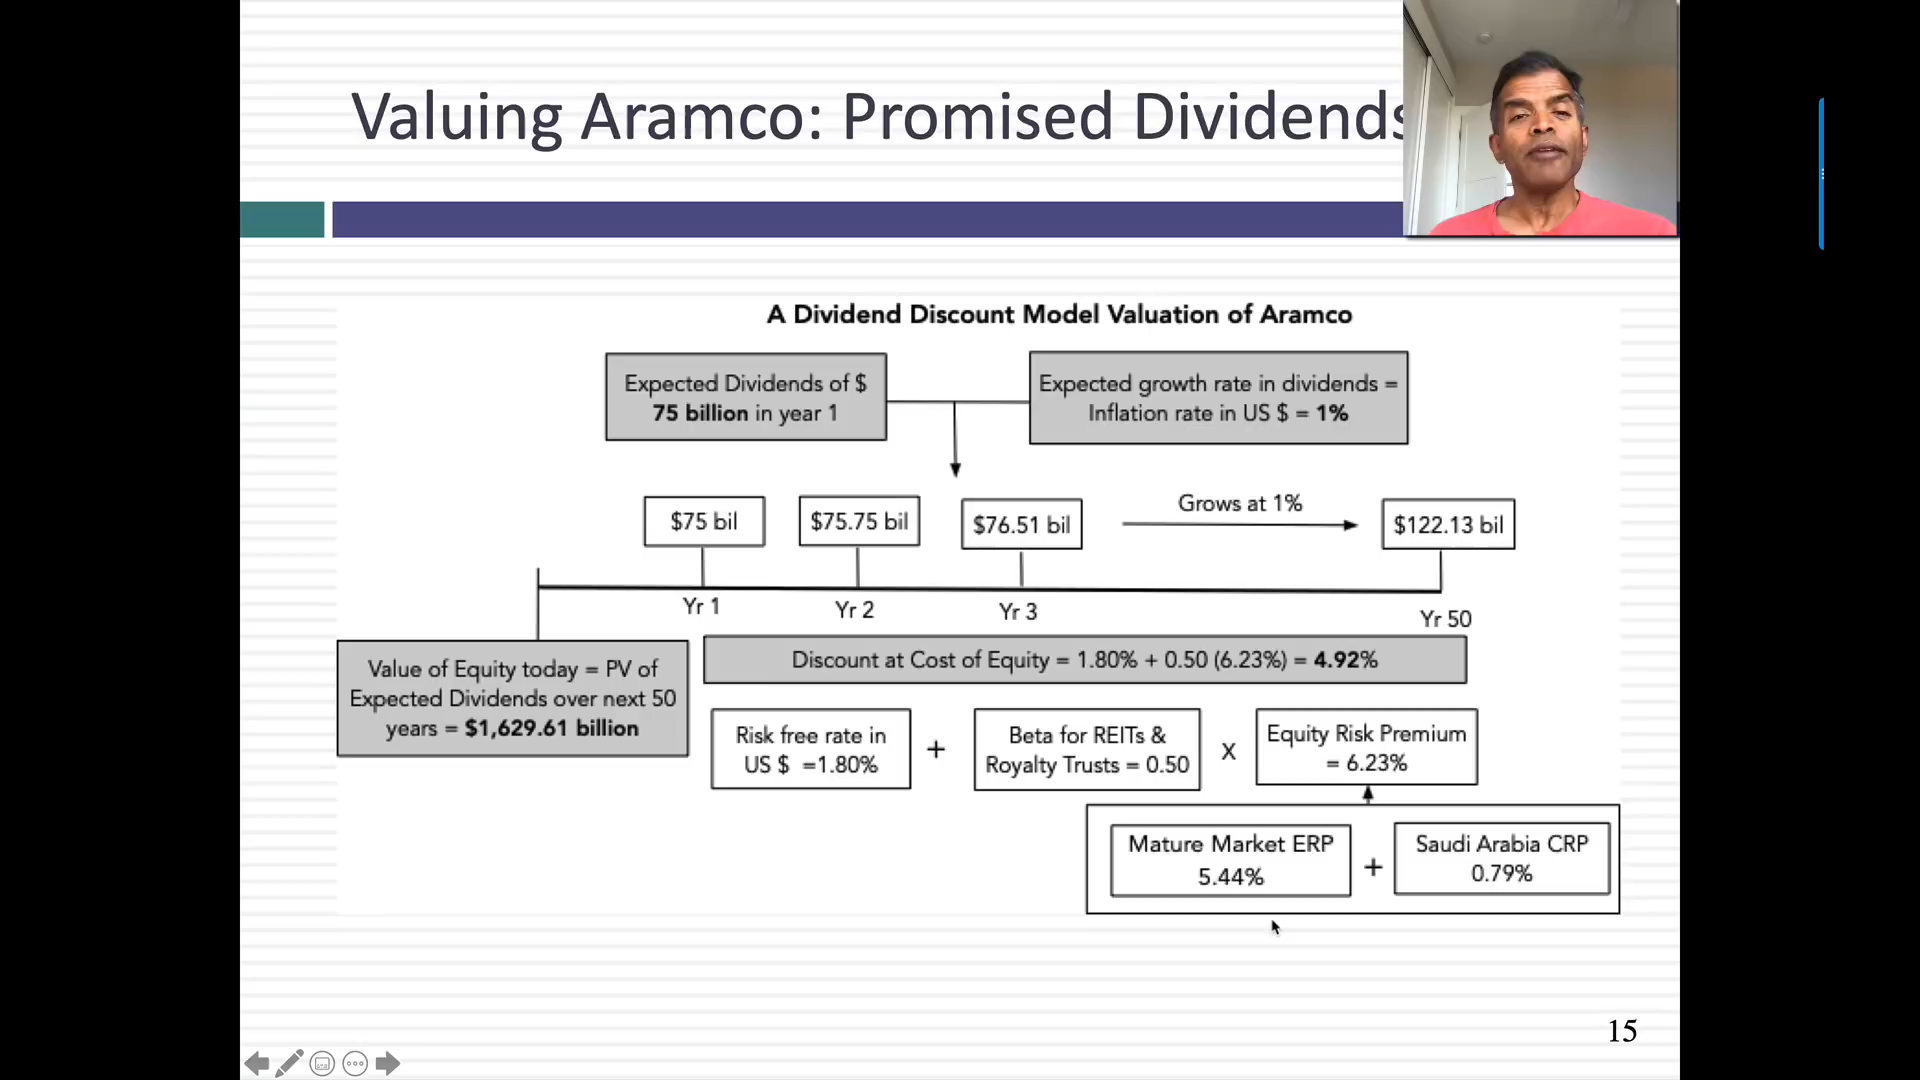 Valuing Aramco: Promised Dividends
A Dividend Discount Model Valuation of Aramco
Expected Dividends of $
75 billion in year 1
Expected growth rate in dividends =
Inflation rate in US $ = 1%
$75 bil
$75.75 bil
$76.51 bil
Grows at 1%
$122.13 bil
Yr 1
Yr 2
Yr 3
Yr 50
Value of Equity today = PV of
Expected Dividends over next 50
years = $1,629.61 billion
Discount at Cost of Equity = 1.80% + 0.50 (6.23%) = 4.92%
Risk free rate in
US $ =1.80%
+
Beta for REITs &
Royalty Trusts = 0.50
X
Equity Risk Premium
= 6.23%
Mature Market ERP
5.44%
+
Saudi Arabia CRP
0.79%
15